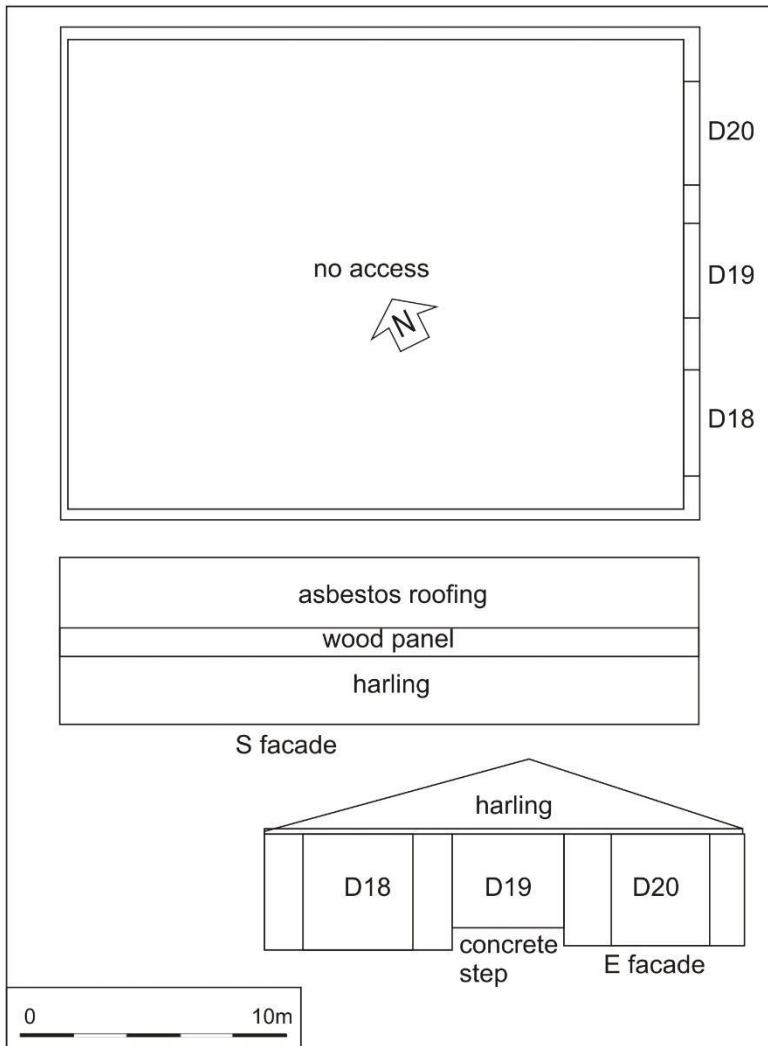 D20
no access
D19
N
D18
asbestos roofing
wood panel
harling
S facade
harling
D18
D19
D20
concrete
step
E facade
0
10m